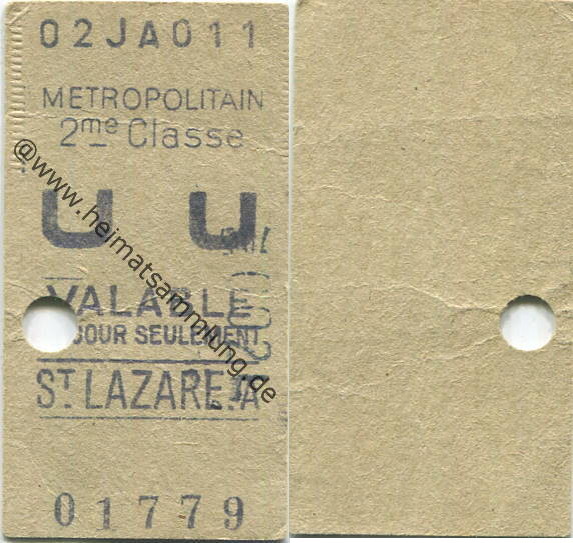 02JA011
METROPOLITAIN
2me Classe
U U
VALABLE
JOUR SEULEMENT
ST LAZARE.A
01779
@www.heimatsammlung.de